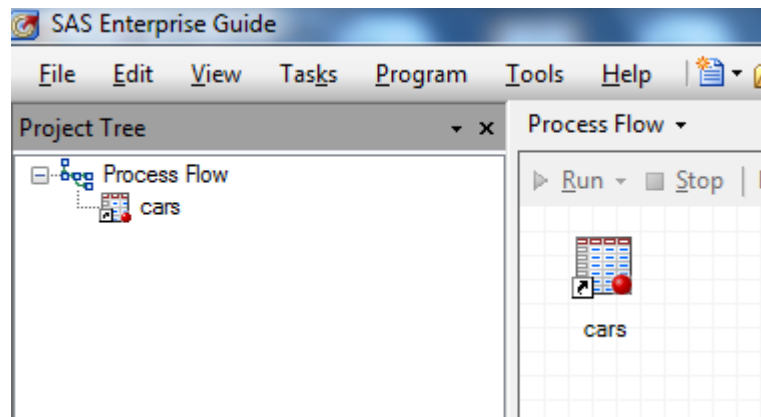 SAS Enterprise Guide
File Edit View Tasks Program Tools Help
Project Tree
Process Flow
Process Flow
cars
Run Stop
cars